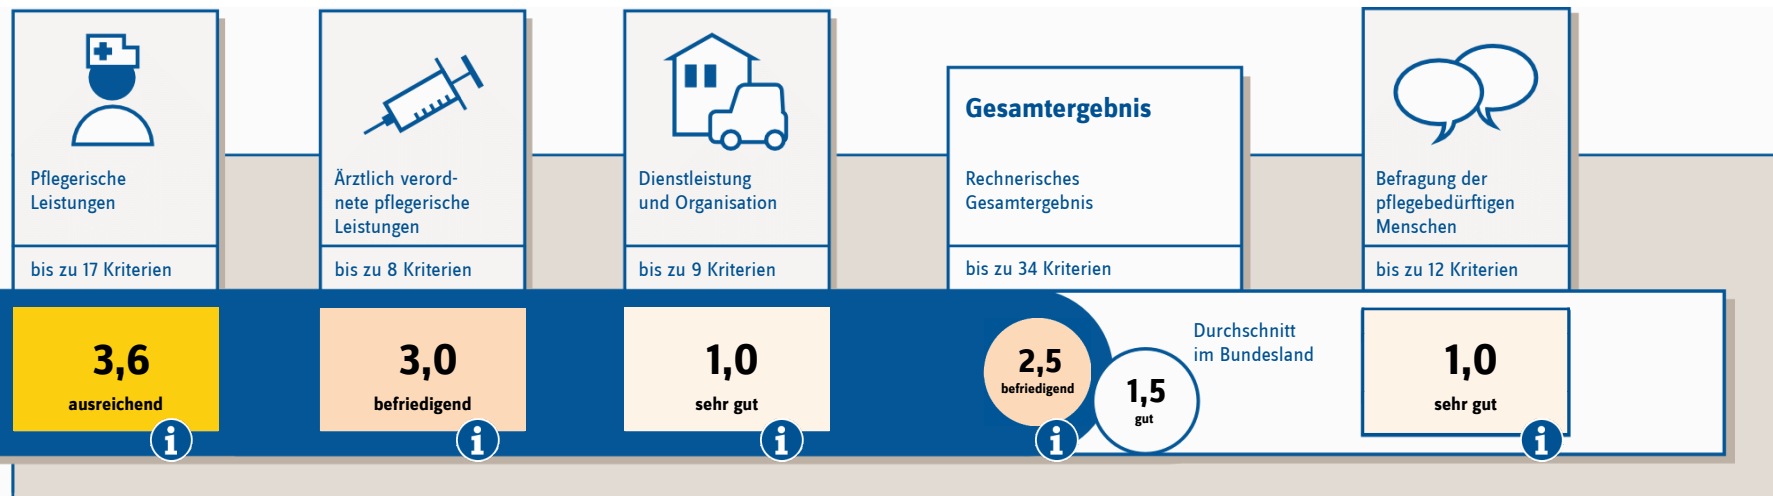 Pflegerische
Leistungen
bis zu 17 Kriterien
3,6
ausreichend
i
Ärztlich verord-
nete pflegerische
Leistungen
bis zu 8 Kriterien
3,0
befriedigend
i
Dienstleistung
und Organisation
bis zu 9 Kriterien
1,0
sehr gut
i
Gesamtergebnis
Rechnerisches
Gesamtergebnis
bis zu 34 Kriterien
2,5
befriedigend
i
1,5
gut
Durchschnitt
im Bundesland
Befragung der
pflegebedürftigen
Menschen
bis zu 12 Kriterien
1,0
sehr gut
i